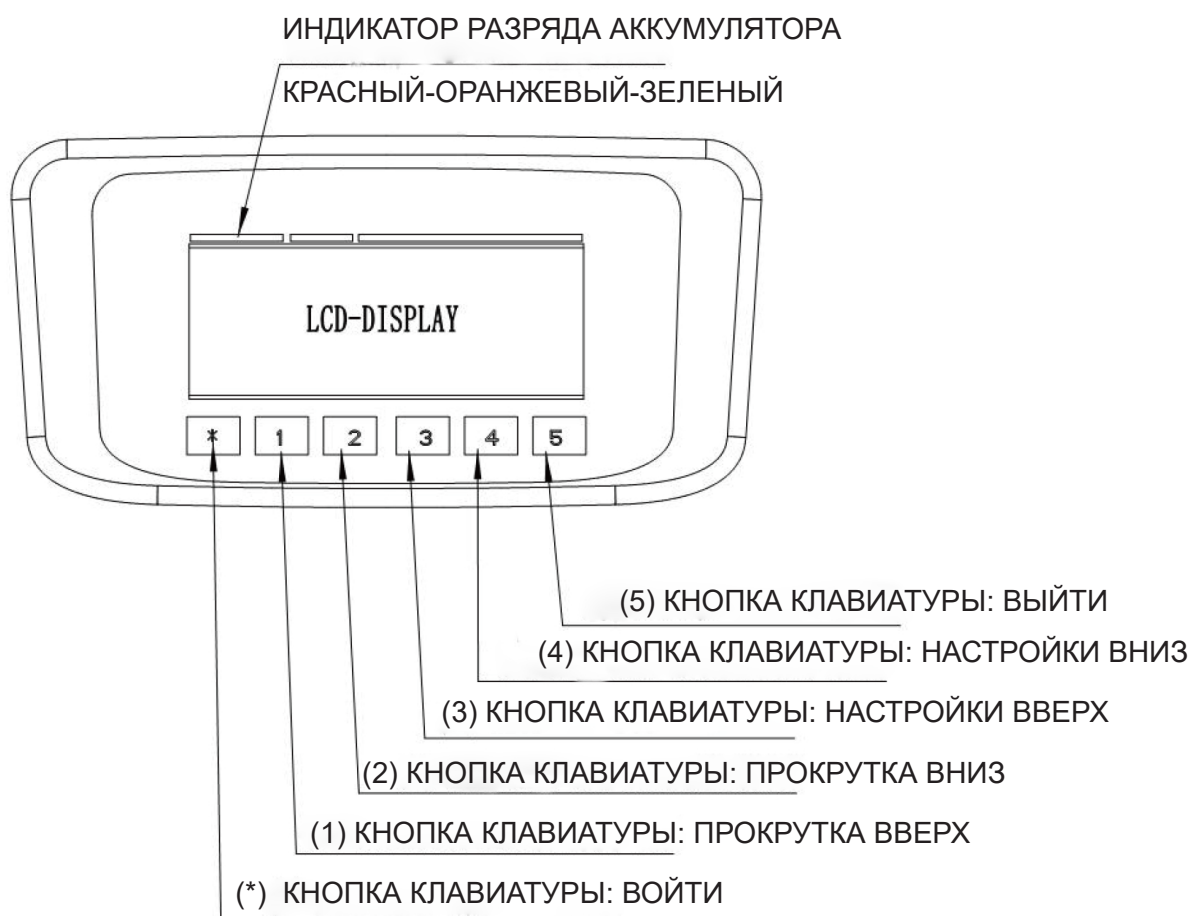 ИНДИКАТОР РАЗРЯДА АККУМУЛЯТОРА
КРАСНЫЙ-ОРАНЖЕВЫЙ-ЗЕЛЕНЫЙ
LCD-DISPLAY
* 1 2 3 4 5
(5) КНОПКА КЛАВИАТУРЫ: ВЫЙТИ
(4) КНОПКА КЛАВИАТУРЫ: НАСТРОЙКИ ВНИЗ
(3) КНОПКА КЛАВИАТУРЫ: НАСТРОЙКИ ВВЕРХ
(2) КНОПКА КЛАВИАТУРЫ: ПРОКРУТКА ВНИЗ
(1) КНОПКА КЛАВИАТУРЫ: ПРОКРУТКА ВВЕРХ
(*) КНОПКА КЛАВИАТУРЫ: ВОЙТИ